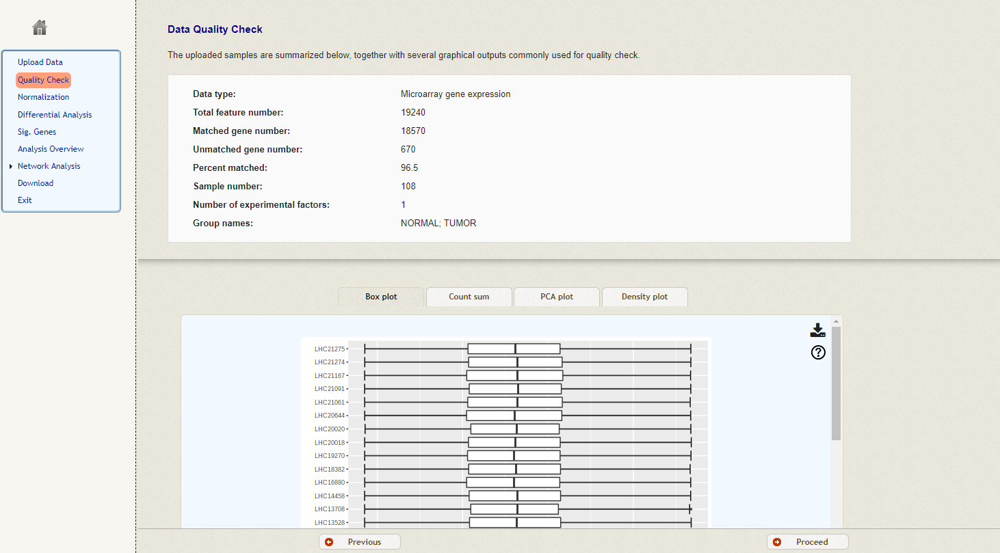 Upload Data
Quality Check
Normalization
Differential Analysis
Sig. Genes
Analysis Overview
Network Analysis
Download
Exit
Data Quality Check
The uploaded samples are summarized below, together with several graphical outputs commonly used for quality check.
Data type: Microarray gene expression
Total feature number: 19240
Matched gene number: 18570
Unmatched gene number: 670
Percent matched: 96.5
Sample number: 108
Number of experimental factors: 1
Group names: NORMAL; TUMOR
Box plot Count sum PCA plot Density plot
LHC21275
LHC21274
LHC21167
LHC21091
LHC21061
LHC20644
LHC20020
LHC20018
LHC19270
LHC18382
LHC16880
LHC14458
LHC13708
LHC13528
Previous Proceed